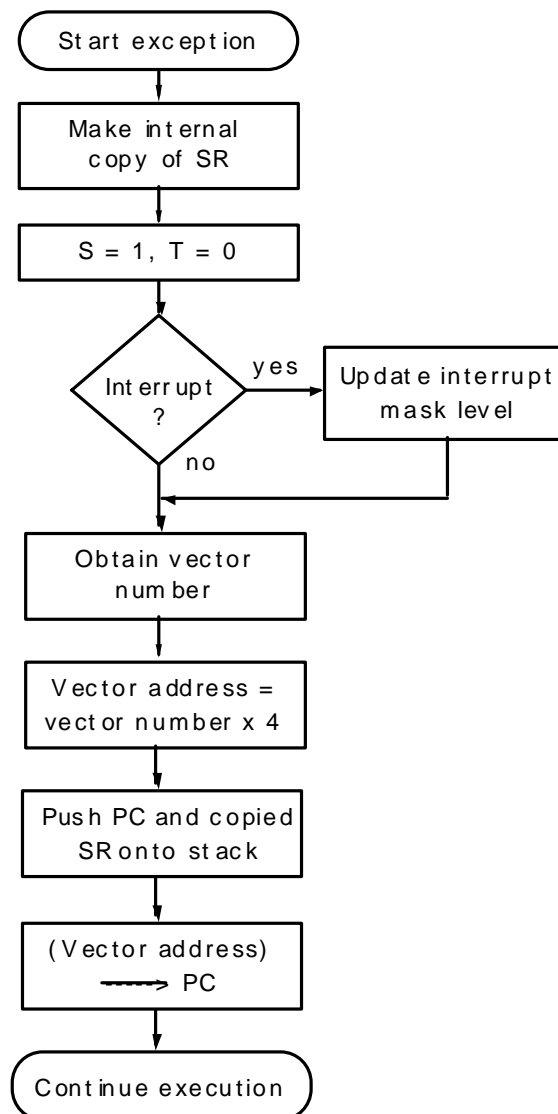 Start exception
Make internal
copy of SR
S = 1, T = 0
Interrupt
?
yes
Update interrupt
mask level
no
Obtain vector
number
Vector address =
vector number x 4
Push PC and copied
SR onto stack
(Vector address)
PC
Continue execution